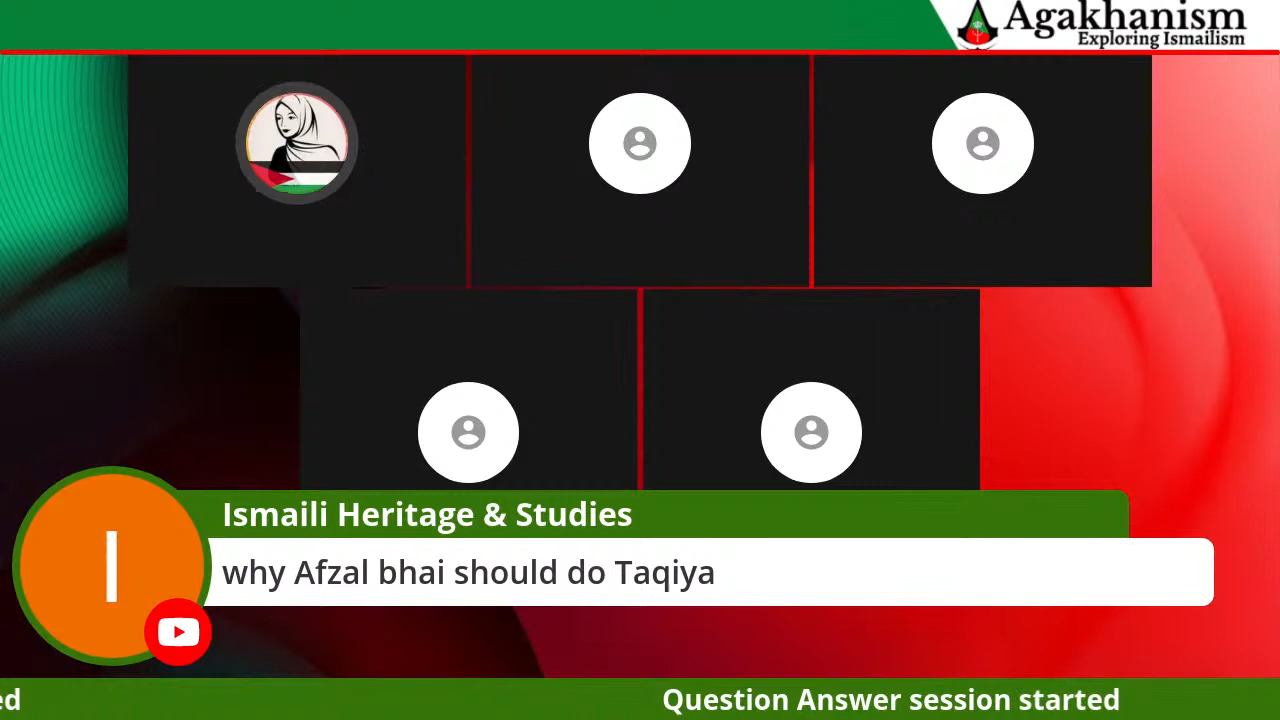 Agakhanism
Exploring Ismailism
I
Ismaili Heritage & Studies
why Afzal bhai should do Taqiya
ed
Question Answer session started